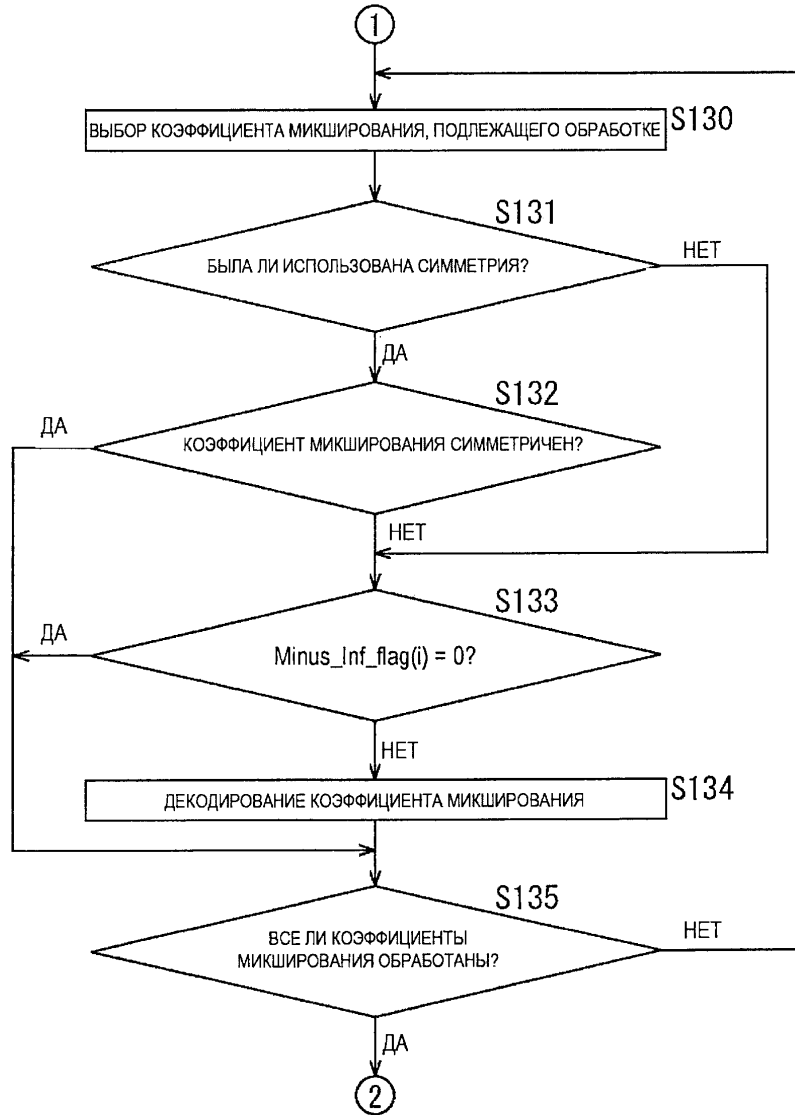 1
ВЫБОР КОЭФФИЦИЕНТА МИКШИРОВАНИЯ, ПОДЛЕЖАЩЕГО ОБРАБОТКЕ
S130
S131
БЫЛА ЛИ ИСПОЛЬЗОВАНА СИММЕТРИЯ?
НЕТ
ДА
S132
ДА
КОЭФФИЦИЕНТ МИКШИРОВАНИЯ СИММЕТРИЧЕН?
НЕТ
S133
ДА
Minus_Inf_flag(i) = 0?
НЕТ
ДЕКОДИРОВАНИЕ КОЭФФИЦИЕНТА МИКШИРОВАНИЯ
S134
S135
ВСЕ ЛИ КОЭФФИЦИЕНТЫ
МИКШИРОВАНИЯ ОБРАБОТАНЫ?
НЕТ
ДА
2